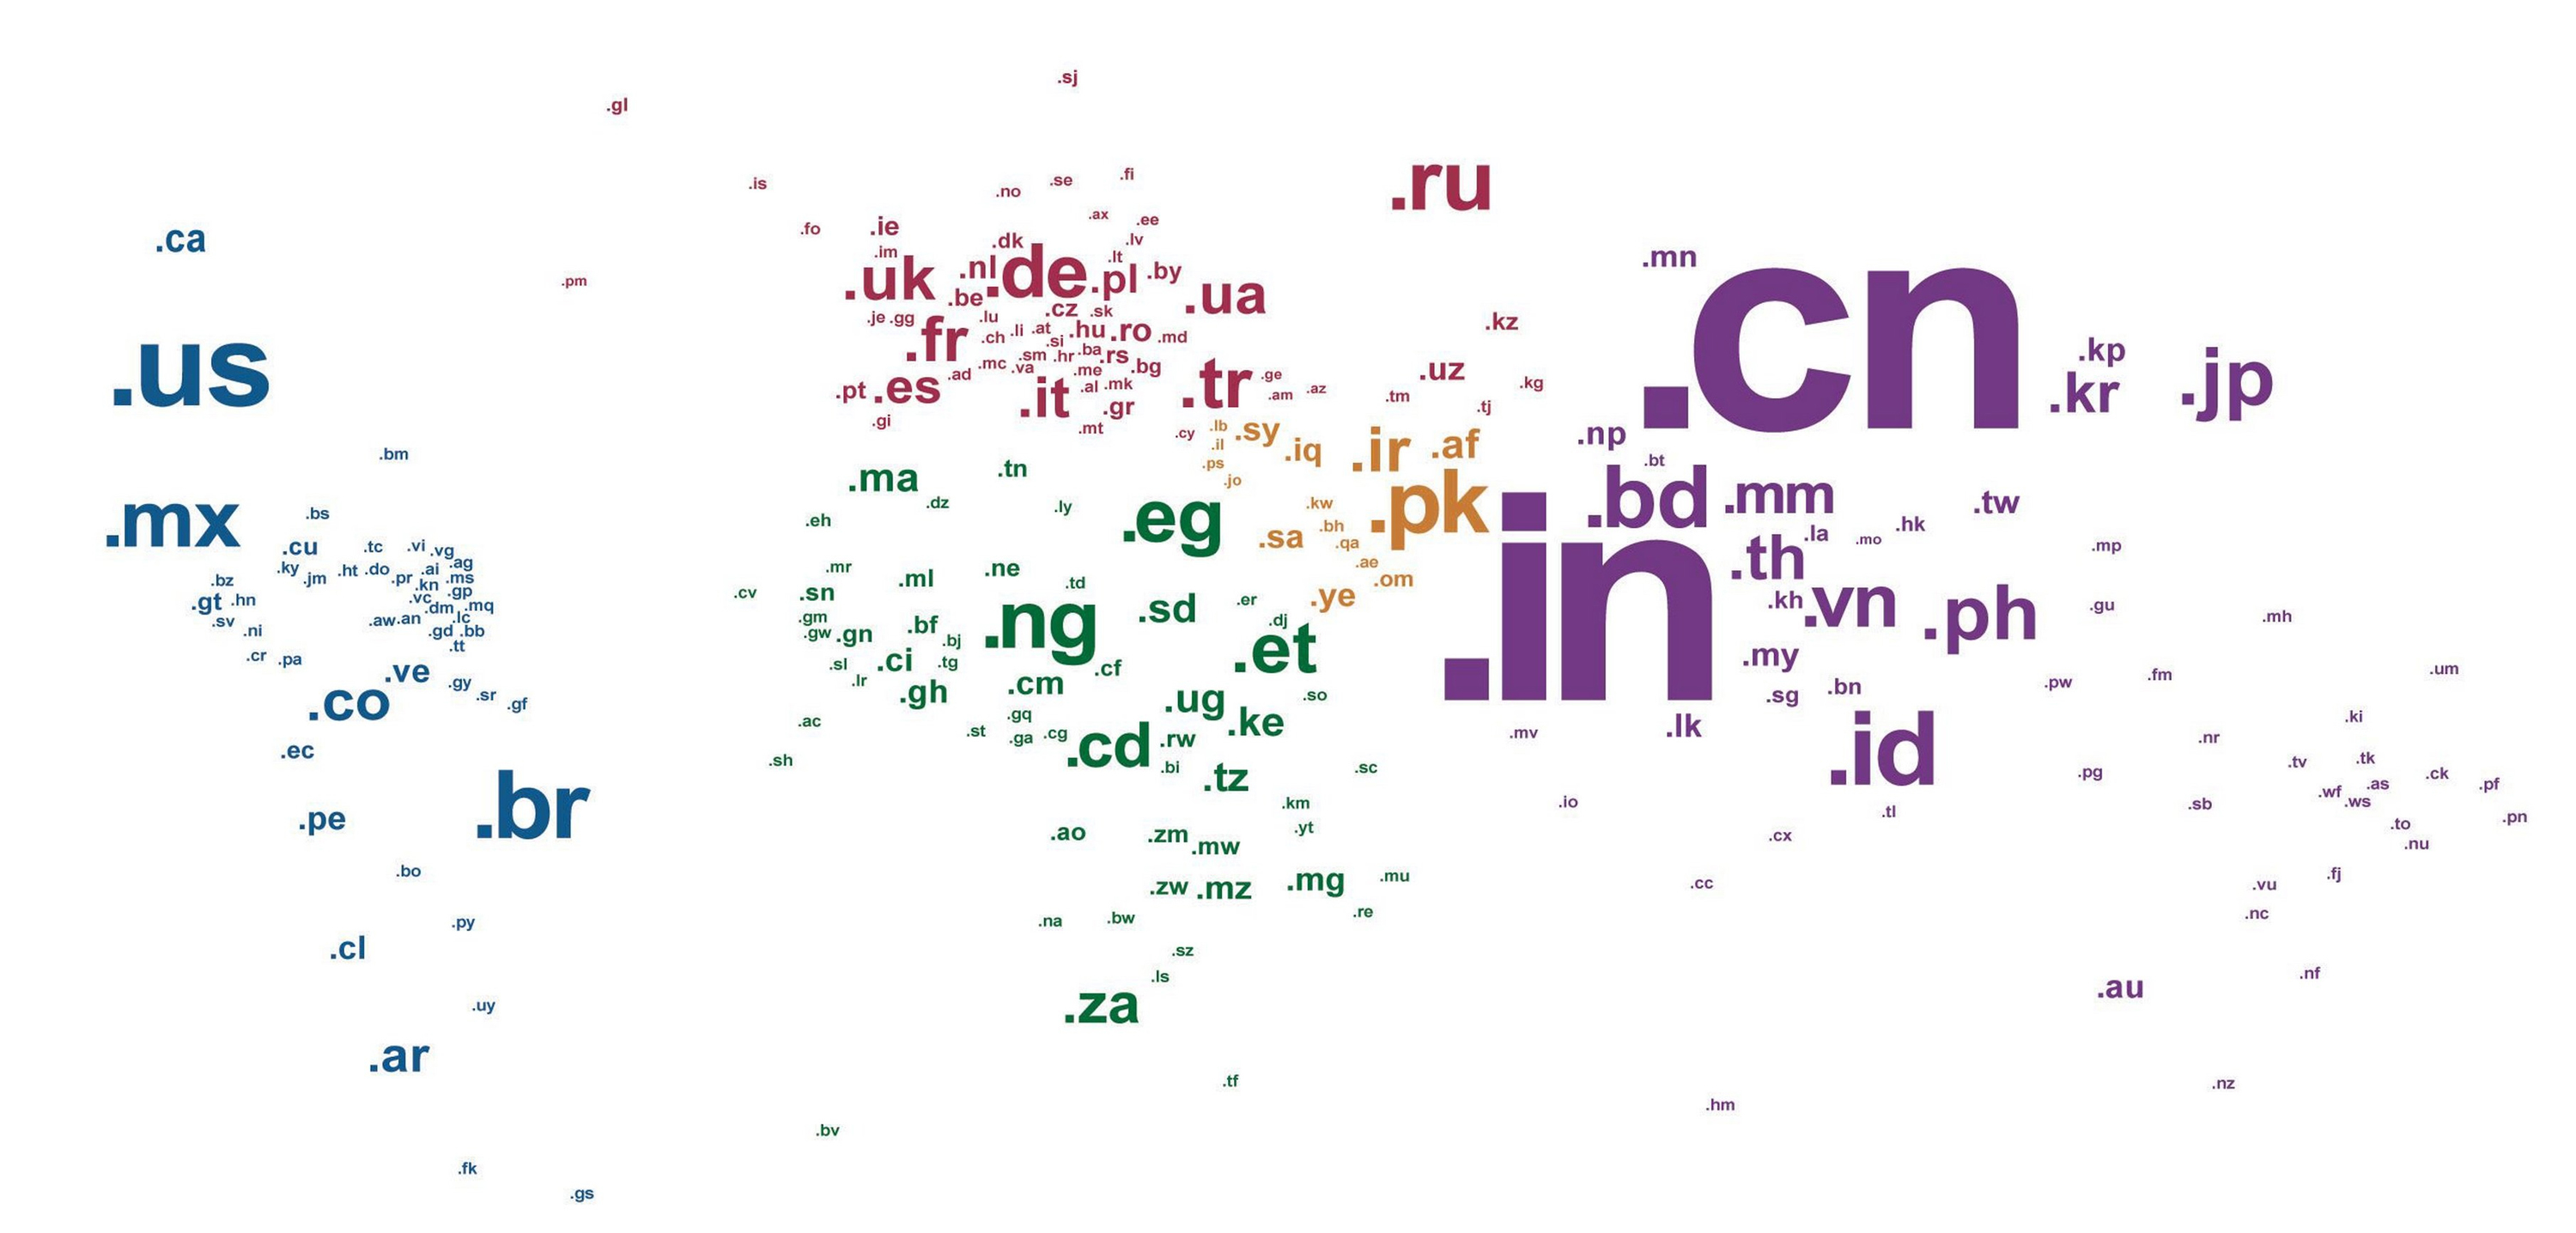 .sj
.gl
.is .no .se .fi
.ru
.ca .fo .ie .ax .ee
.im .dk .lv
.mn
.pm .uk .nl .de .pl .lt .by .ua
.be
.cn
.je .gg .lu .cz .sk
.kz
.fr .ch .li .at .si .hu .ro .md
.mc .va .sm .hr .ba .rs
.kp
.us
.ad .me .bg
.tr .ge .uz
.pt .es .it .al .mk .am .az .tm .kg
.kr .jp
.gi .gr .tj
.mt .cy .lb .sy
.np
.bm .il .iq .ir .af
.bt
.ma .tn .ps .jo
.dz .ly .kw .pk
.bd .mm .tw
.mx .bs .eh .eg .bh .hk
.la .mo
.cu .tc .vi .vg .sa .qa .mp
.ky .jm .ht .do .ai .ag .mr .ne .ae .in .th
.bz .pr .kn .ms .ml .td .om
.gt .hn .vc .gp .cv .sn .er .ye .kh .vn
.dm .mq .gu
.sv .aw .an .lc .gm .bf .ng .sd .dj .ph .mh
.ni .gd .bb .gw .gn .bj
.tt
.cr .pa .sl .ci .tg .cf .et .my
.ve .gy .lr .um
.co .sr .gf .gh .cm .ug .so .sg .bn .pw .fm
.ac .st .gq .ke .mv .lk .ki
.ec .ga .cg .cd .rw .id .nr
.sh .bi .tz .sc .pg .tv .tk .ck
.br .km .io .sb .wf .as .ws .pf
.pe .ao .zm .yt .tl .to .pn
.mw .cx .nu
.bo .zw .mz .mg .mu .cc .vu .fj
.py .na .bw .re .nc
.cl .sz
.ls .nf
.uy .za .au
.ar
.tf .nz
.hm
.bv
.fk
.gs